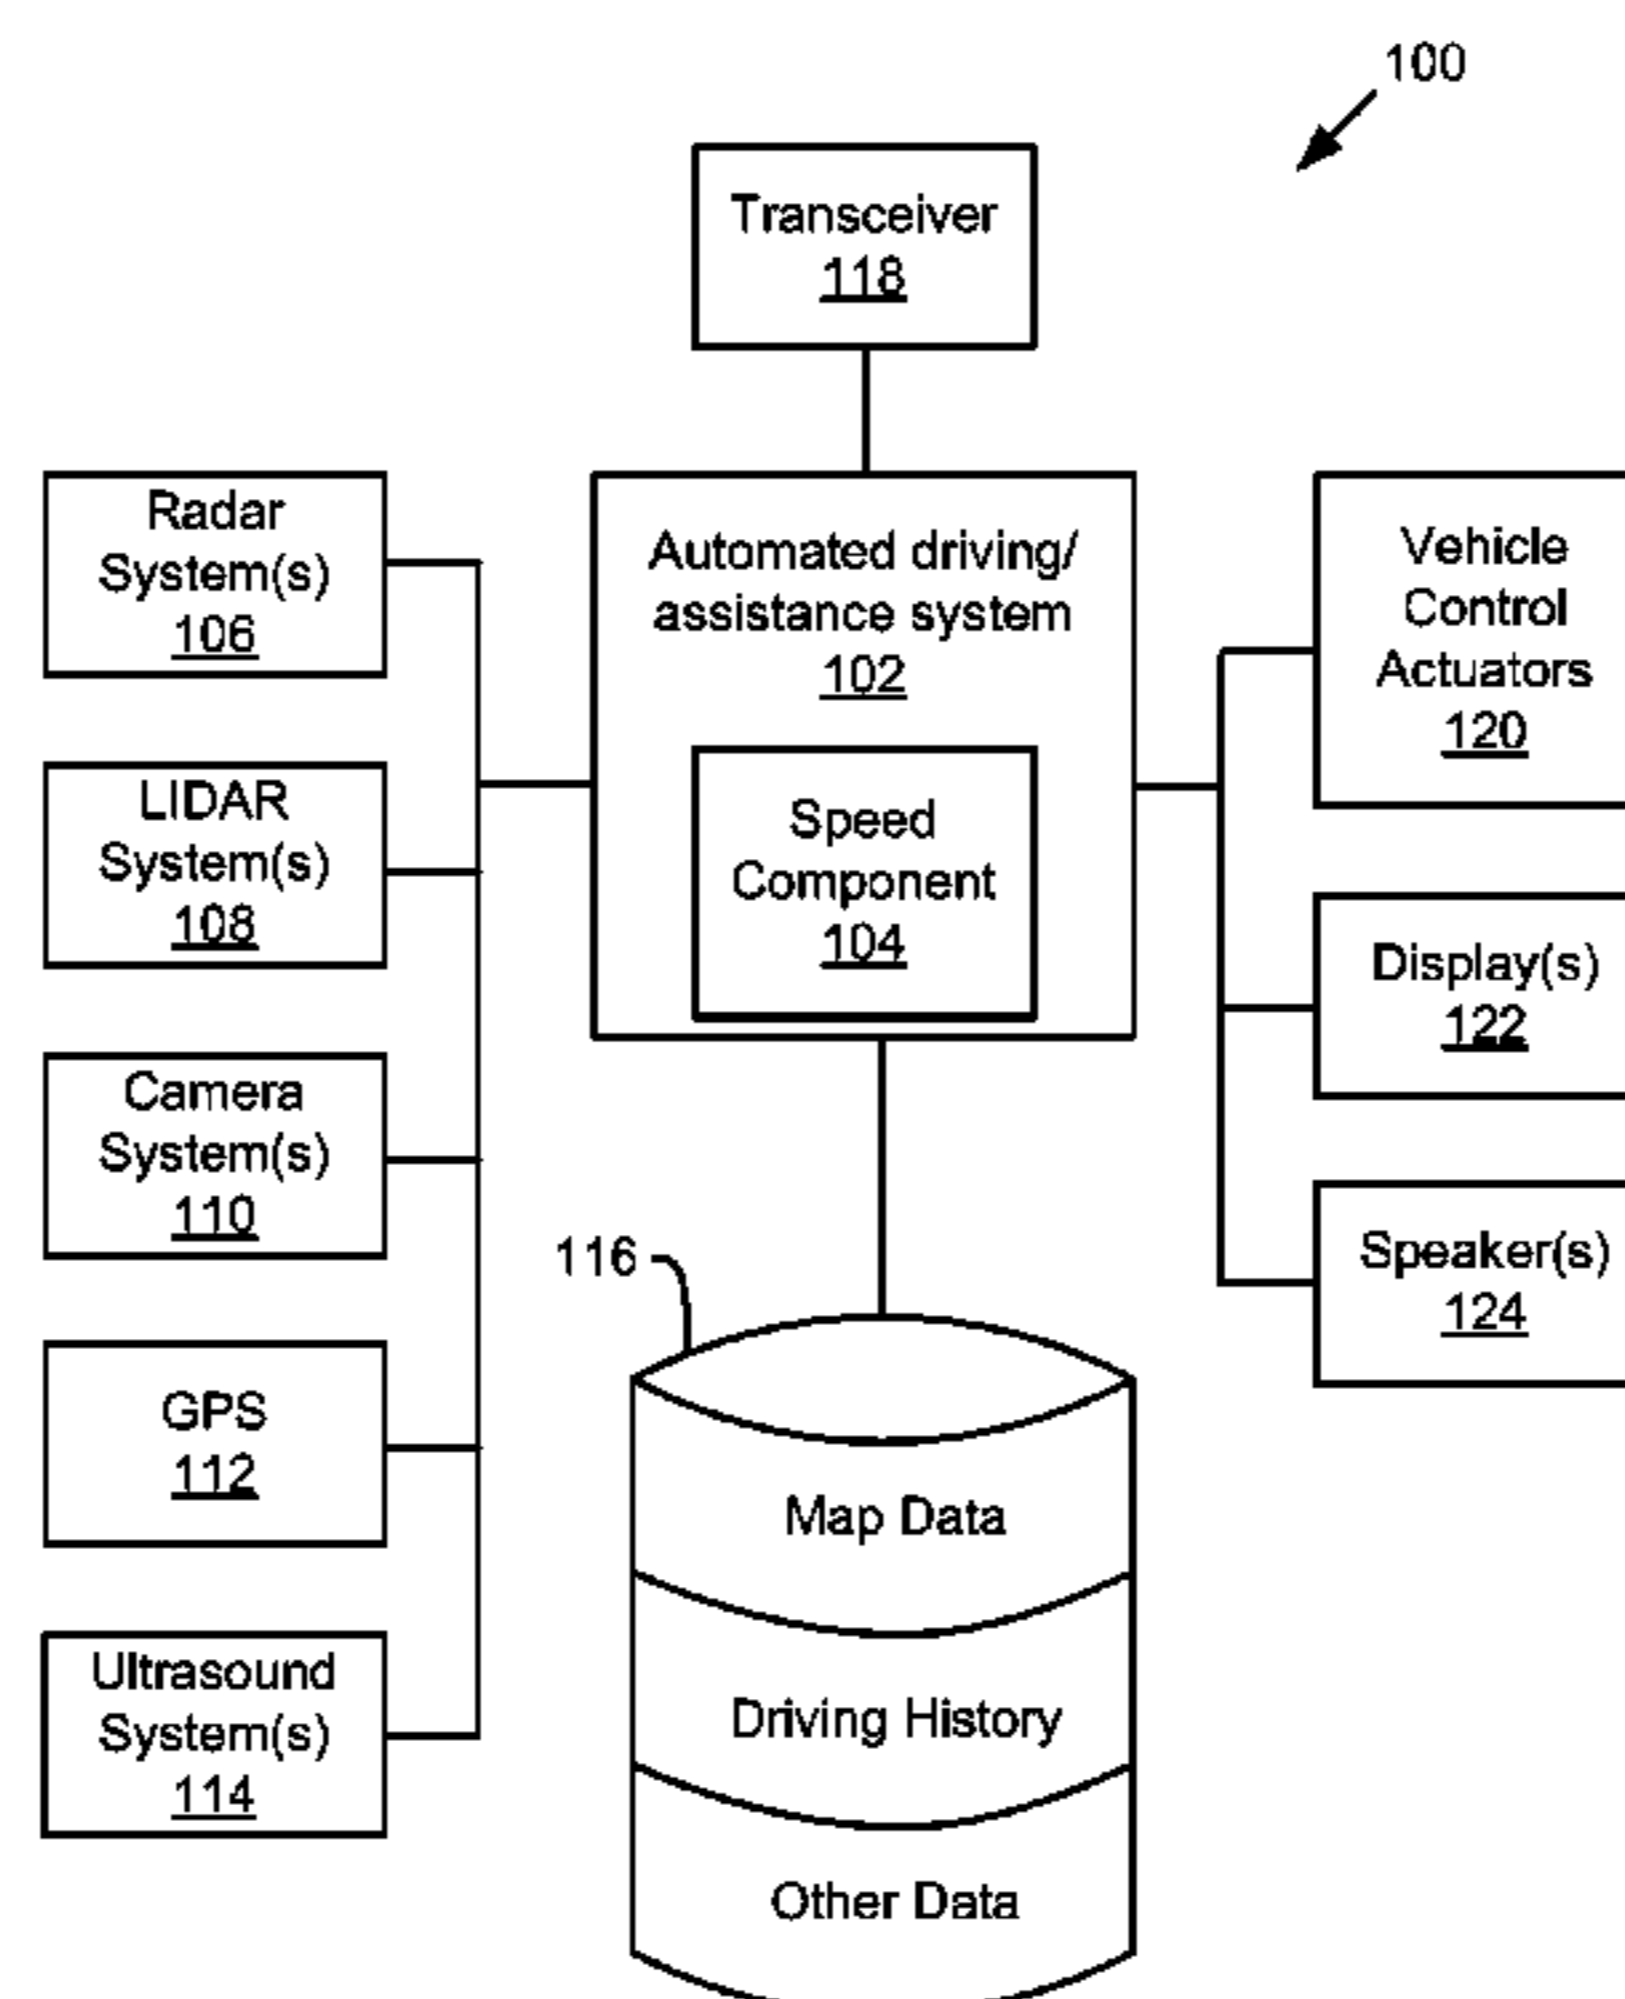 100
Transceiver
118
Radar
System(s)
106
LIDAR
System(s)
108
Camera
System(s)
110
GPS
112
Ultrasound
System(s)
114
Automated driving/
assistance system
102
Speed
Component
104
116
Map Data
Driving History
Other Data
Vehicle
Control
Actuators
120
Display(s)
122
Speaker(s)
124